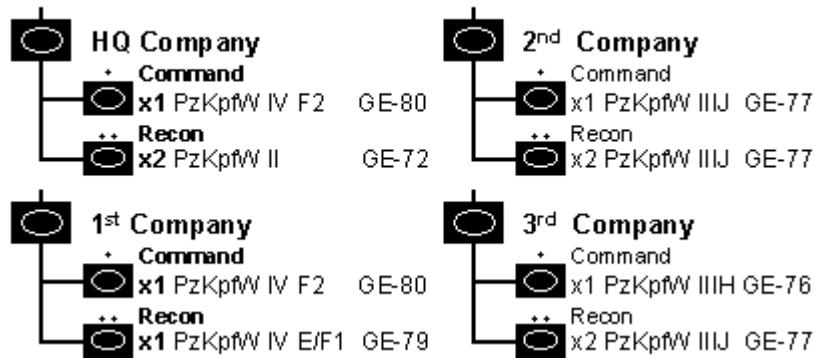 HQ Company
Command
x1 PzKpfW IV F2 GE-80
Recon
x2 PzKpfW II GE-72
2nd Company
Command
x1 PzKpfW IIIJ GE-77
Recon
x2 PzKpfW IIIJ GE-77
1st Company
Command
x1 PzKpfW IV F2 GE-80
Recon
x1 PzKpfW IV E/F1 GE-79
3rd Company
Command
x1 PzKpfW IIIH GE-76
Recon
x2 PzKpfW IIIJ GE-77